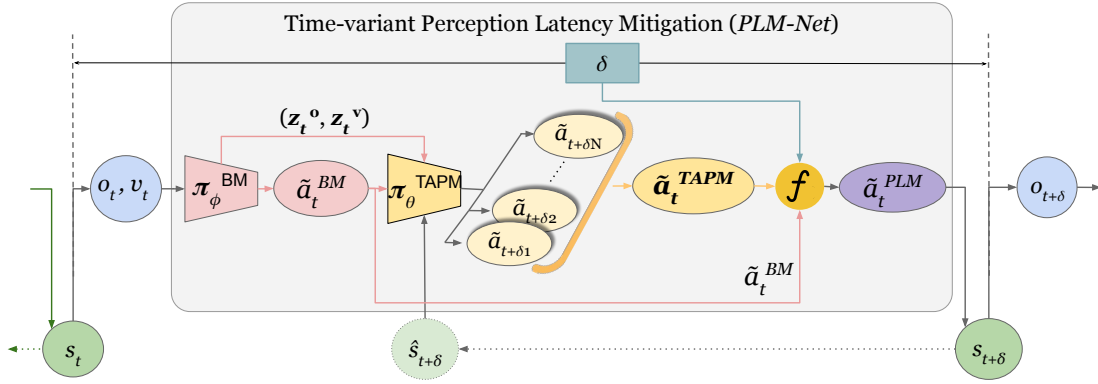 Time-variant Perception Latency Mitigation (PLM-Net)
δ
(z_t^o, z_t^v)
o_t, v_t
π_ϕ^BM
ã_t^BM
π_θ^TAPM
ã_{t+δN}
ã_{t+δ2}
ã_{t+δ1}
ã_t^TAPM
f
ã_t^PLM
o_{t+δ}
ã_t^BM
s_t
ŝ_{t+δ}
s_{t+δ}